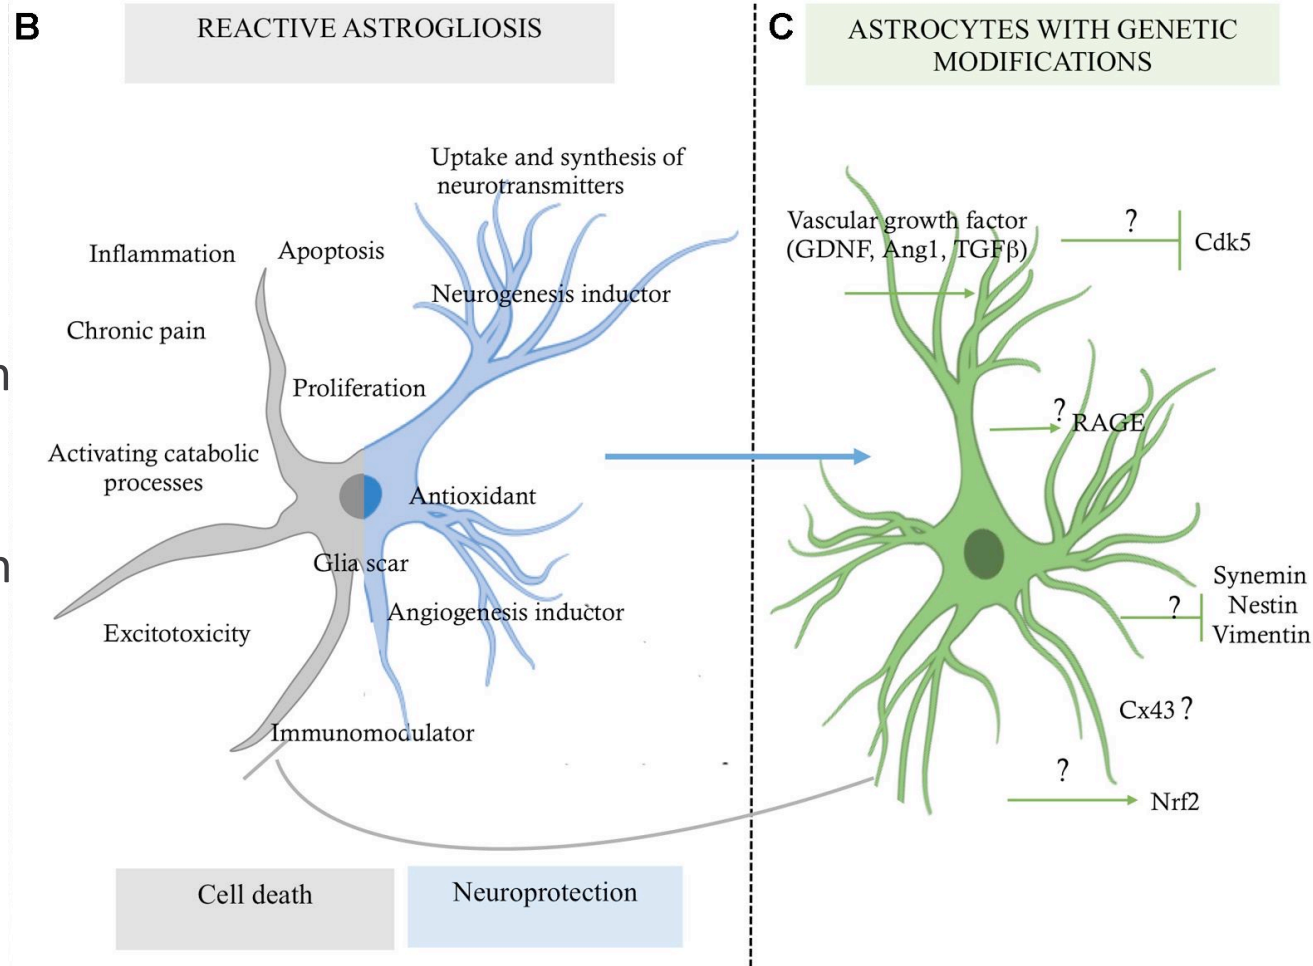 B
REACTIVE ASTROGLIOSIS
Uptake and synthesis of
neurotransmitters
Inflammation
Apoptosis
Neurogenesis inductor
Chronic pain
Proliferation
Activating catabolic
processes
Antioxidant
Glia scar
Angiogenesis inductor
Excitotoxicity
Immunomodulator
Cell death
Neuroprotection
C
ASTROCYTES WITH GENETIC
MODIFICATIONS
Vascular growth factor
(GDNF, Ang1, TGFβ)
?
Cdk5
?
RAGE
Synemin
?
Nestin
Vimentin
Cx43 ?
?
Nrf2
n
n